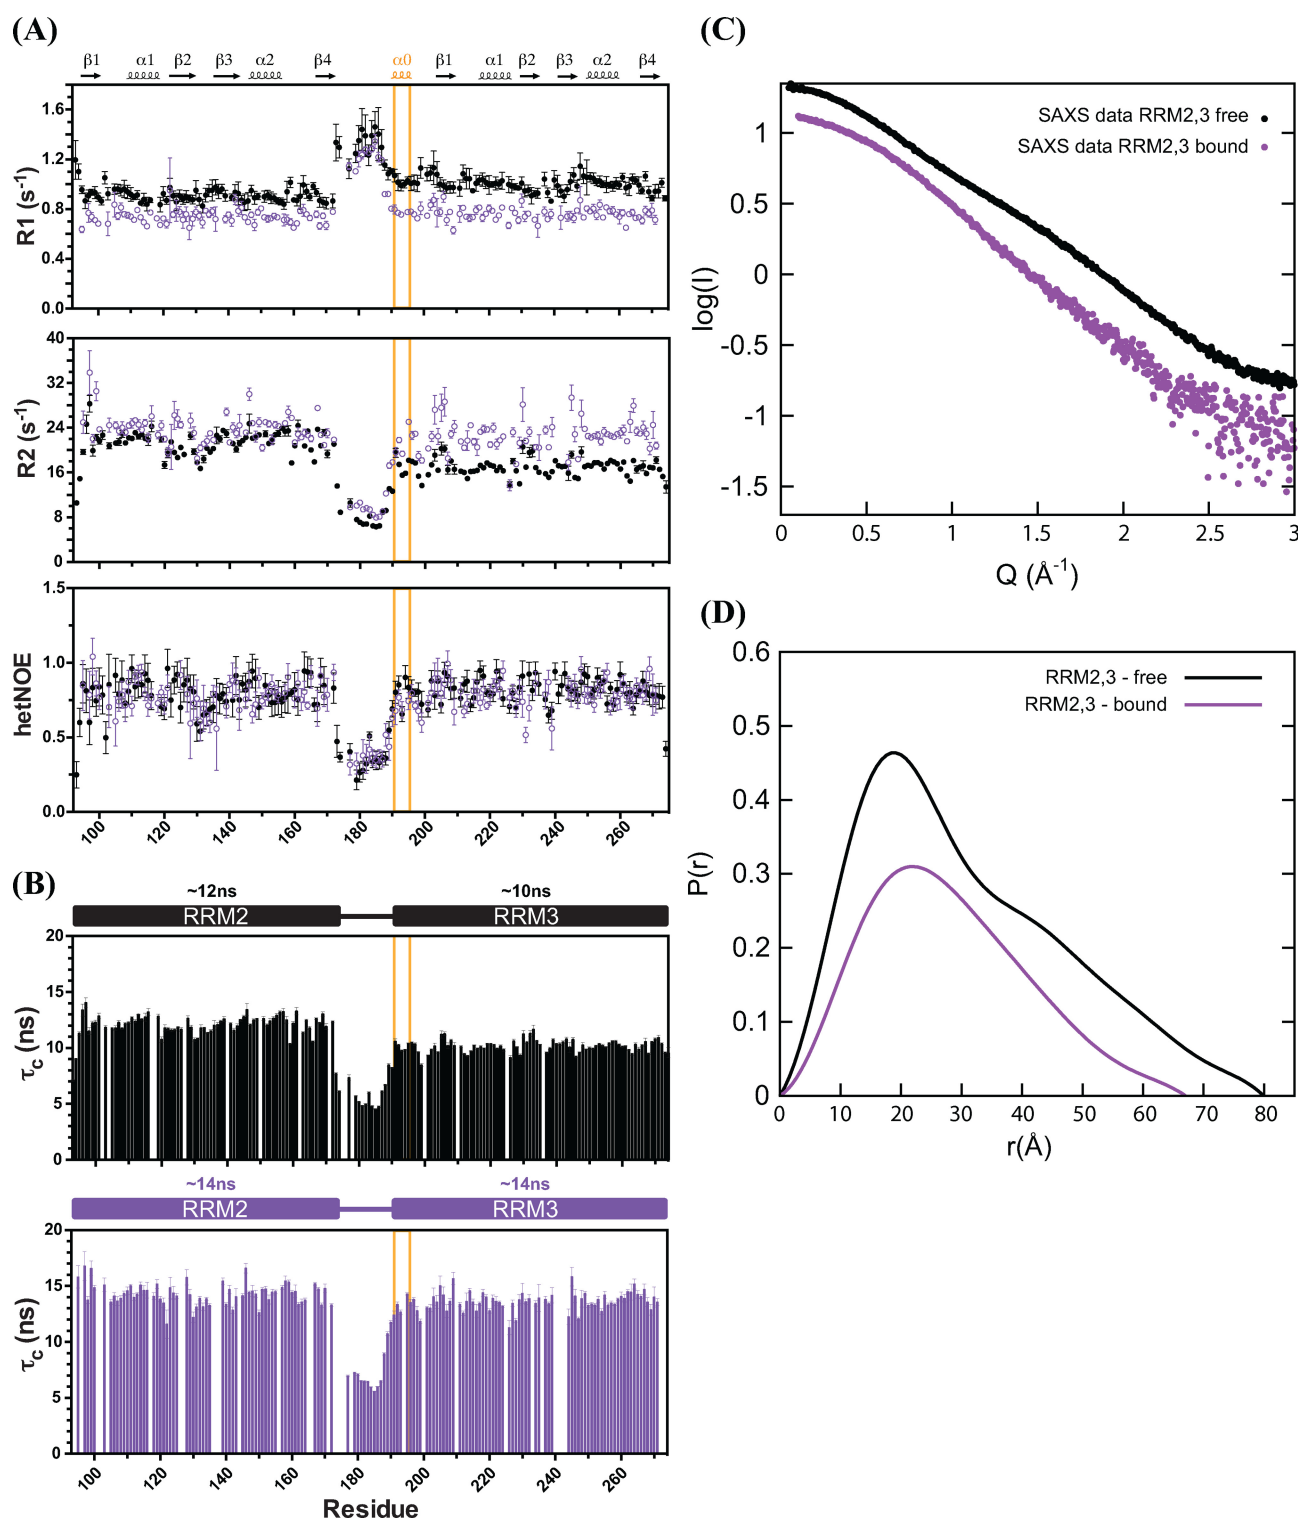 (A)
β1 α1 β2 β3 α2 β4 α0 β1 α1 β2 β3 α2 β4
R1 (s-1)
1.6
1.2
0.8
0.4
0.0
R2 (s-1)
40
32
24
16
8
0
hetNOE
1.5
1.0
0.5
0.0
100 120 140 160 180 200 220 240 260
(B)
~12ns ~10ns
RRM2 RRM3
τc (ns)
20
15
10
5
0
~14ns ~14ns
RRM2 RRM3
τc (ns)
20
15
10
5
0
100 120 140 160 180 200 220 240 260
Residue
(C)
SAXS data RRM2,3 free
SAXS data RRM2,3 bound
log(I)
1
0.5
0
-0.5
-1
-1.5
0 0.5 1 1.5 2 2.5 3
Q (Å-1)
(D)
RRM2,3 - free
RRM2,3 - bound
P(r)
0.6
0.5
0.4
0.3
0.2
0.1
0
0 10 20 30 40 50 60 70 80
r(Å)